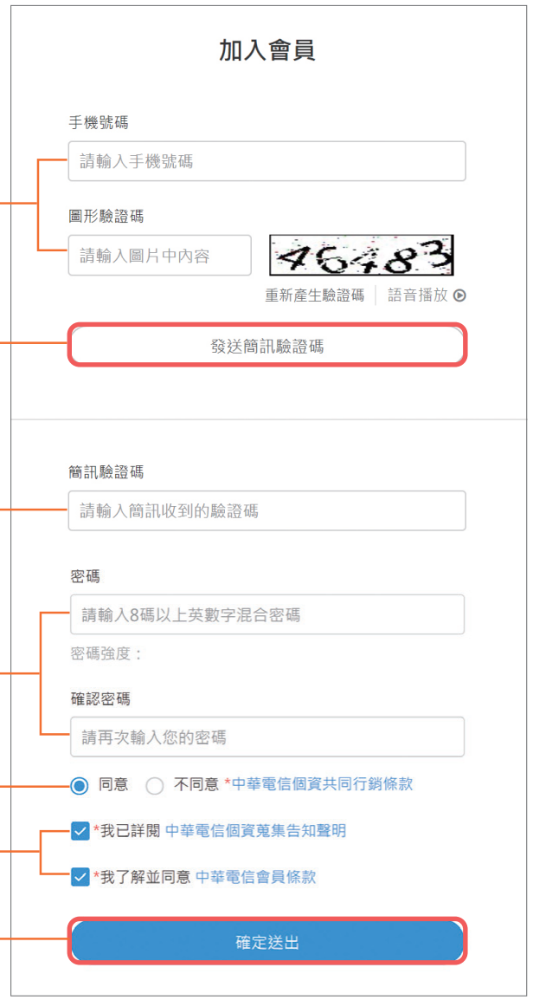 加入會員
手機號碼
請輸入手機號碼
圖形驗證碼
請輸入圖片中內容
46483
重新產生驗證碼 語音播放
發送簡訊驗證碼
簡訊驗證碼
請輸入簡訊收到的驗證碼
密碼
請輸入8碼以上英數字混合密碼
密碼強度：
確認密碼
請再次輸入您的密碼
同意 不同意 *中華電信個資共同行銷條款
*我已詳閱 中華電信個資蒐集告知聲明
*我了解並同意 中華電信會員條款
確定送出